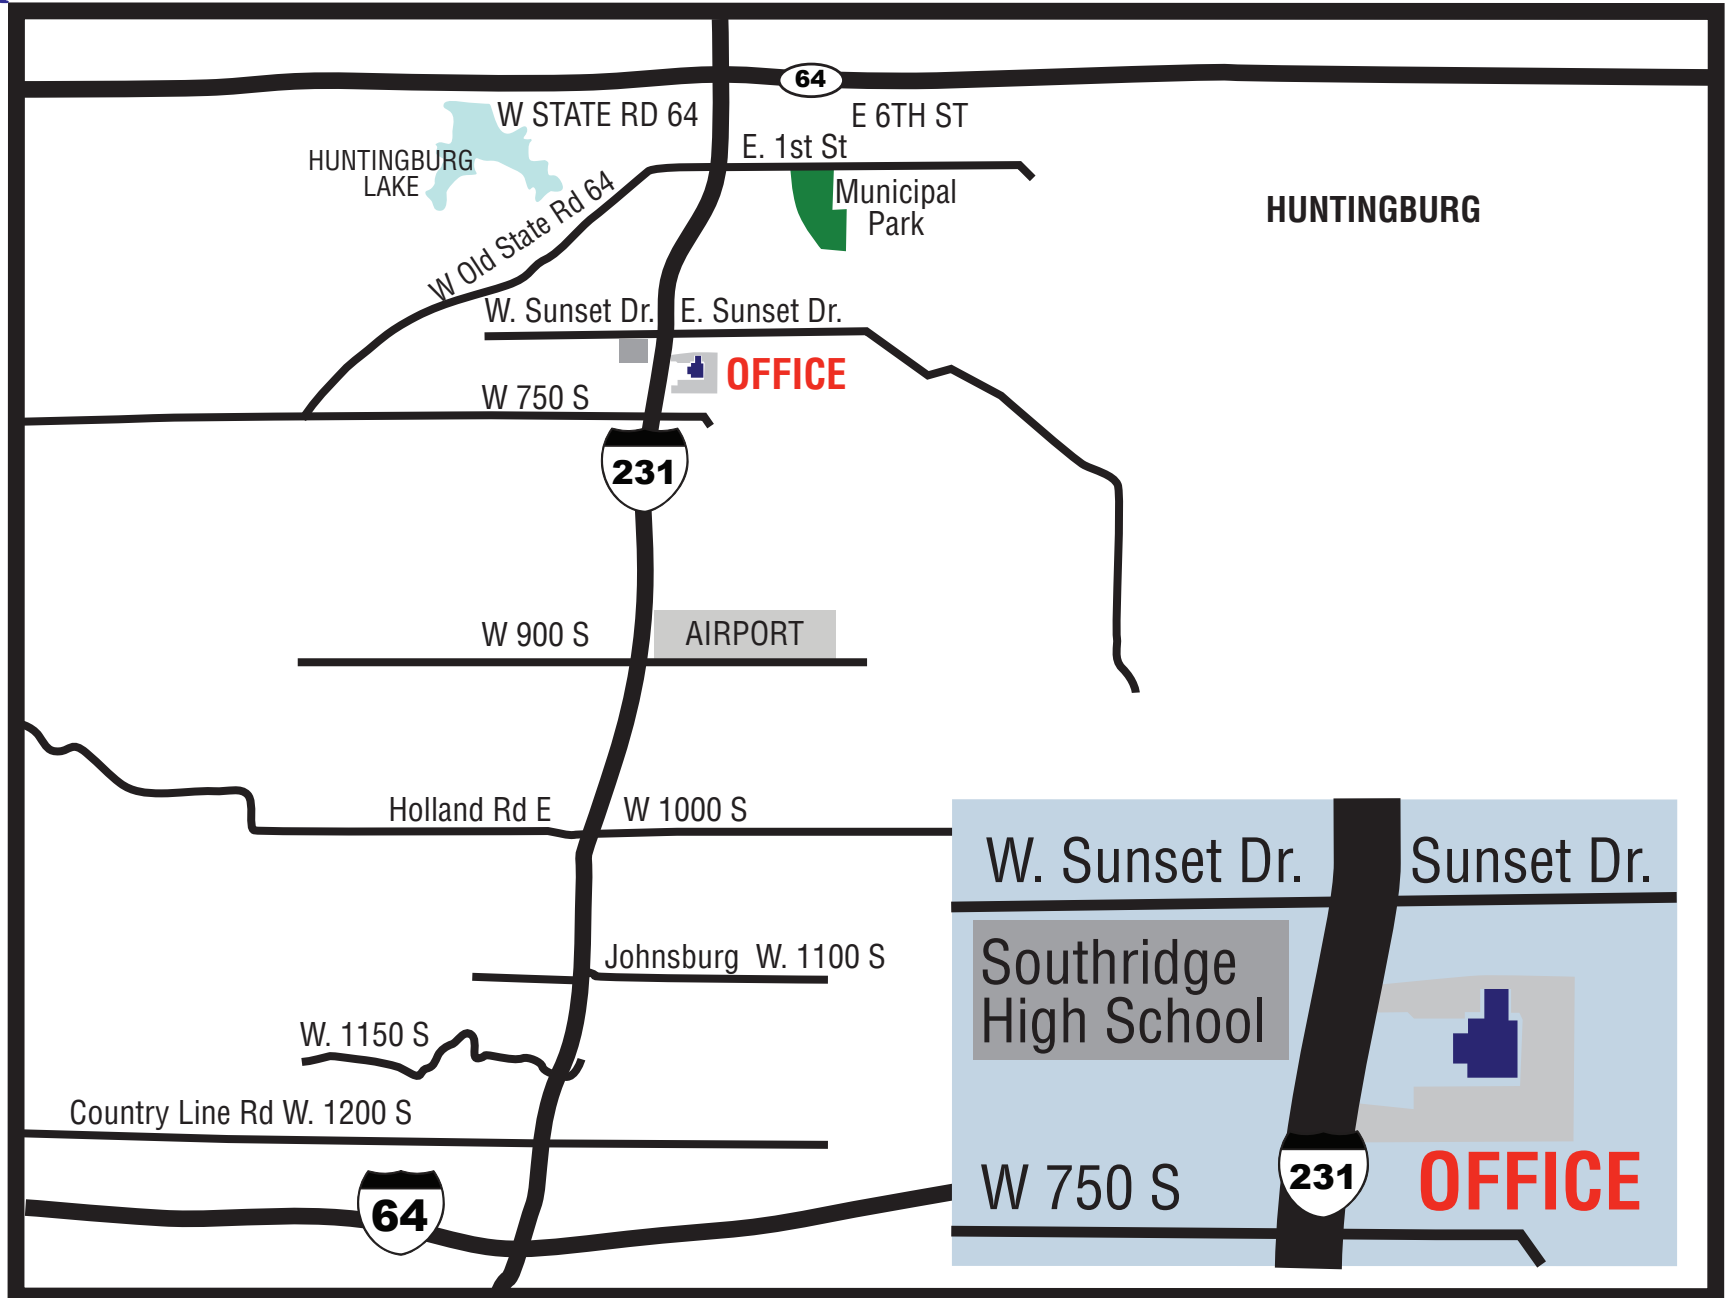 64
W STATE RD 64
E 6TH ST
E. 1st St
HUNTINGBURG
LAKE
W Old State Rd 64
Municipal
Park
HUNTINGBURG
W. Sunset Dr.
E. Sunset Dr.
OFFICE
W 750 S
231
W 900 S
AIRPORT
Holland Rd E
W 1000 S
Johnsburg W. 1100 S
W. 1150 S
Country Line Rd W. 1200 S
64
W. Sunset Dr.
Sunset Dr.
Southridge
High School
W 750 S
231
OFFICE